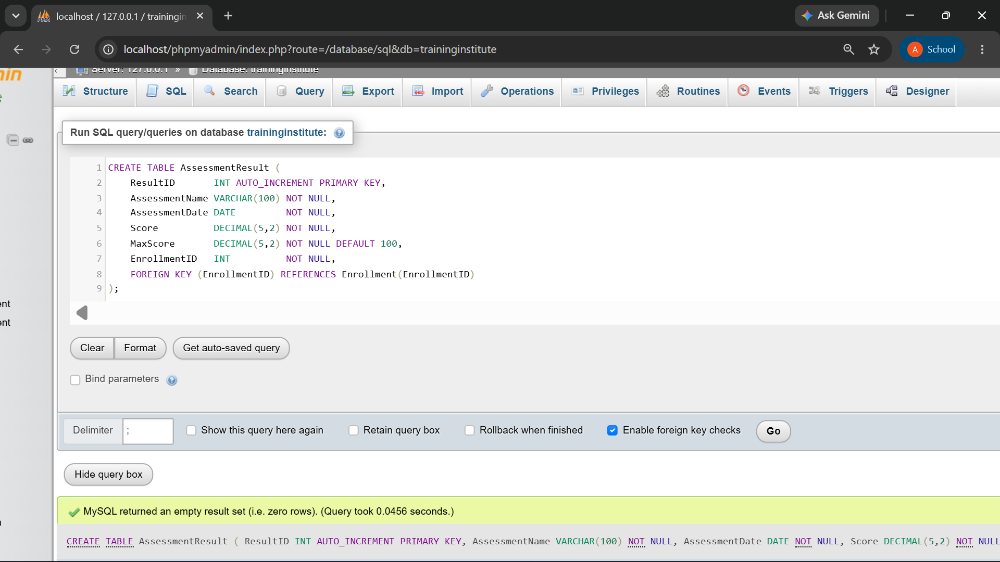 localhost / 127.0.0.1 / trainingin
Ask Gemini
localhost/phpmyadmin/index.php?route=/database/sql&db=traininginstitute
A School
Server: 127.0.0.1 » Database: traininginstitute
Structure SQL Search Query Export Import Operations Privileges Routines Events Triggers Designer
Run SQL query/queries on database traininginstitute:
1 CREATE TABLE AssessmentResult (
2 ResultID INT AUTO_INCREMENT PRIMARY KEY,
3 AssessmentName VARCHAR(100) NOT NULL,
4 AssessmentDate DATE NOT NULL,
5 Score DECIMAL(5,2) NOT NULL,
6 MaxScore DECIMAL(5,2) NOT NULL DEFAULT 100,
7 EnrollmentID INT NOT NULL,
8 FOREIGN KEY (EnrollmentID) REFERENCES Enrollment(EnrollmentID)
9 );
ent
ent
Clear Format Get auto-saved query
Bind parameters
Delimiter ; Show this query here again Retain query box Rollback when finished Enable foreign key checks Go
Hide query box
MySQL returned an empty result set (i.e. zero rows). (Query took 0.0456 seconds.)
CREATE TABLE AssessmentResult ( ResultID INT AUTO_INCREMENT PRIMARY KEY, AssessmentName VARCHAR(100) NOT NULL, AssessmentDate DATE NOT NULL, Score DECIMAL(5,2) NOT NULL